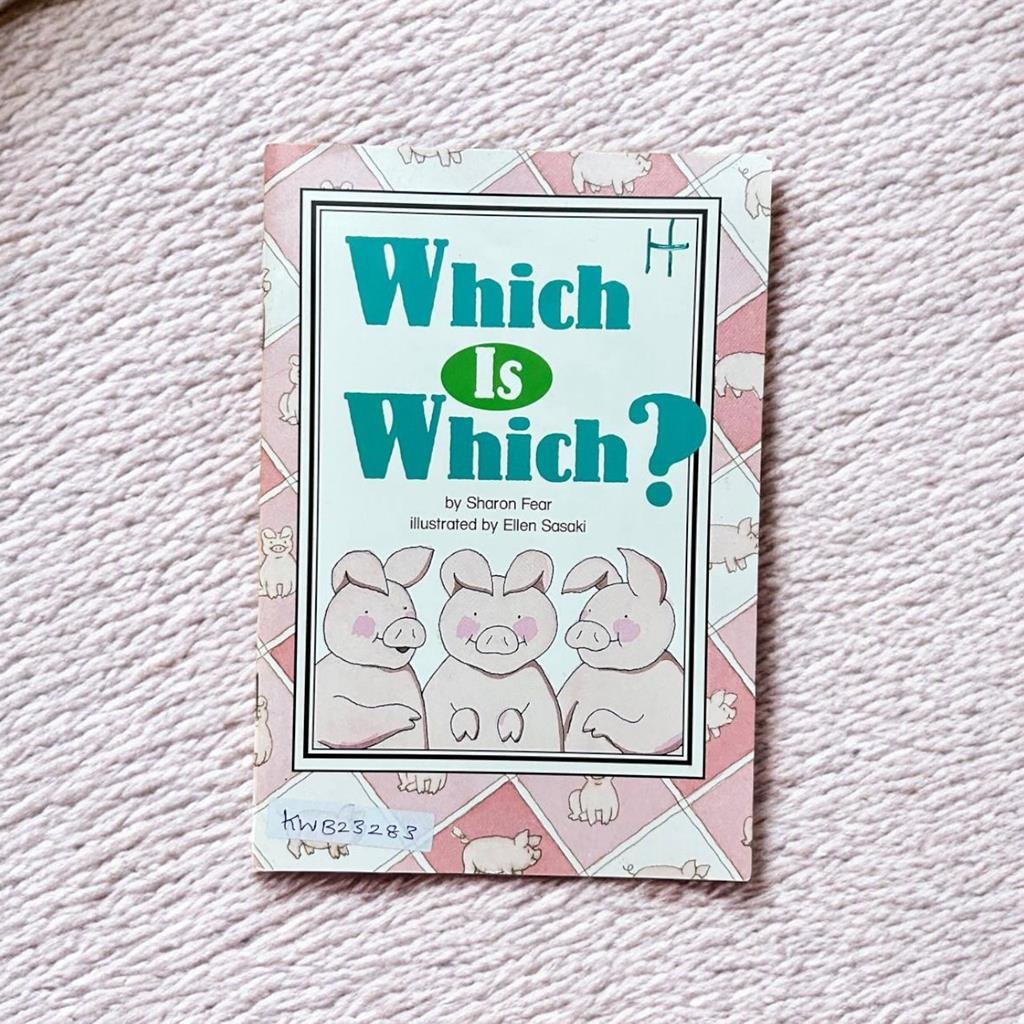 H
Which
Is
Which?
by Sharon Fear
illustrated by Ellen Sasaki
KWB23283